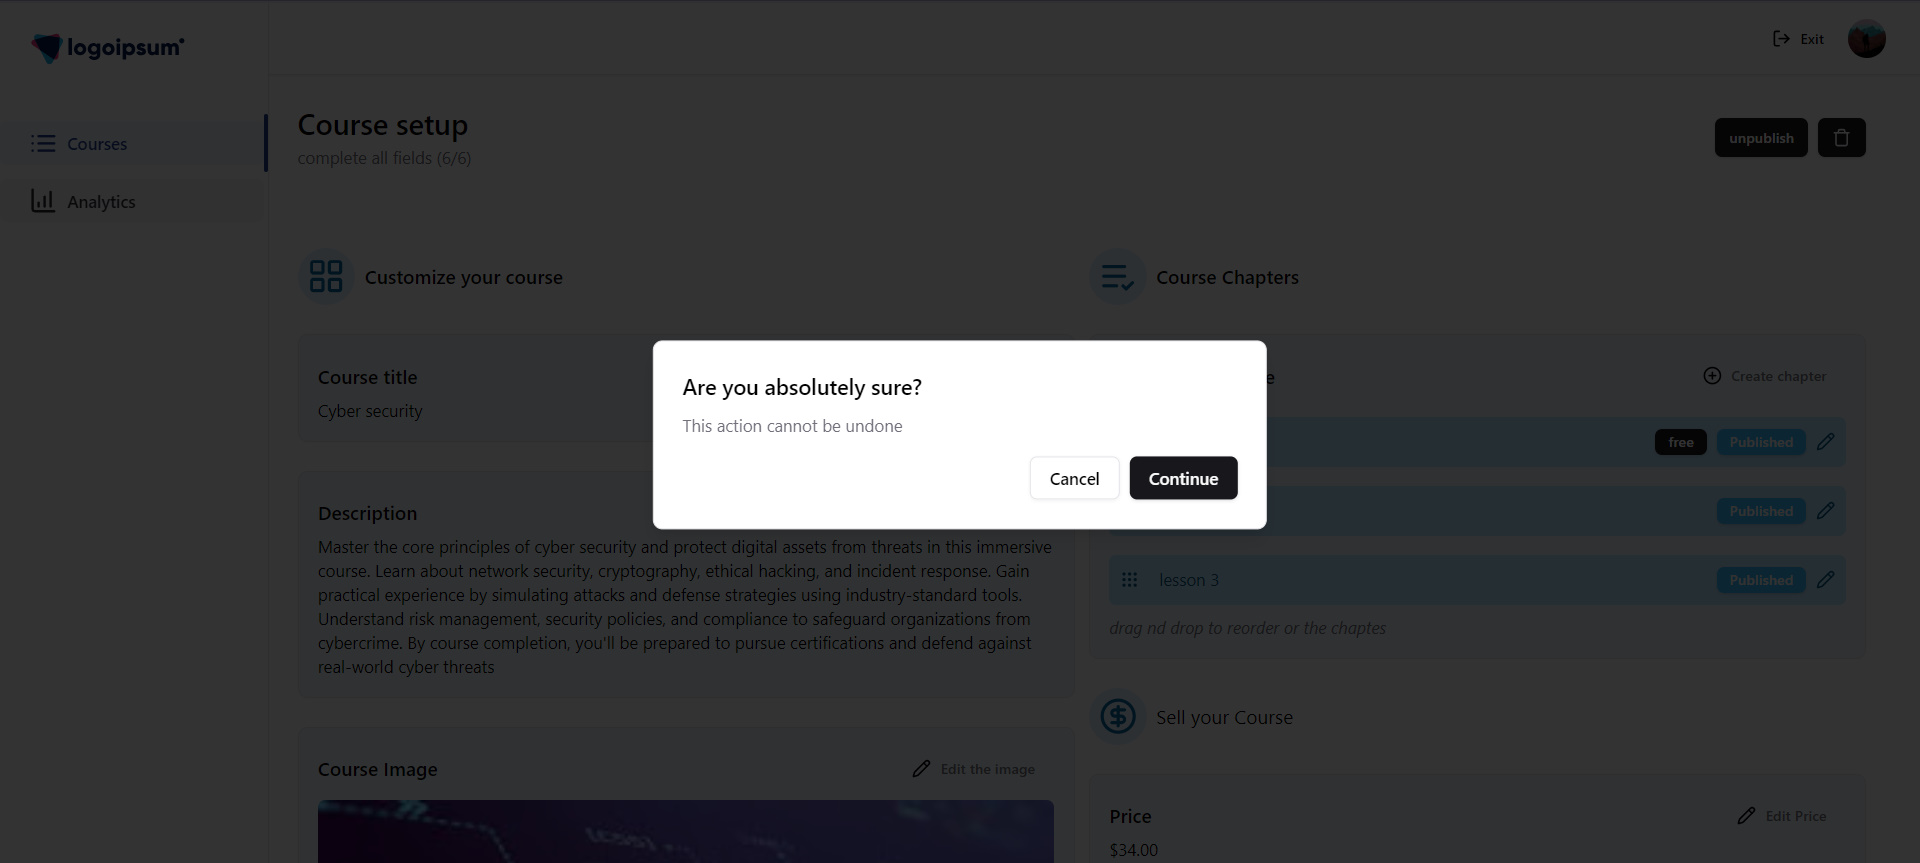 logoipsum
Exit
Courses
Analytics
Course setup
complete all fields (6/6)
unpublish
Customize your course
Course title
Cyber security
Description
Master the core principles of cyber security and protect digital assets from threats in this immersive
course. Learn about network security, cryptography, ethical hacking, and incident response. Gain
practical experience by simulating attacks and defense strategies using industry-standard tools.
Understand risk management, security policies, and compliance to safeguard organizations from
cybercrime. By course completion, you'll be prepared to pursue certifications and defend against
real-world cyber threats
Course Image
Edit the image
Are you absolutely sure?
This action cannot be undone
Cancel
Continue
Course Chapters
Create chapter
free
Published
Published
lesson 3
Published
drag nd drop to reorder or the chaptes
Sell your Course
Price
Edit Price
$34.00